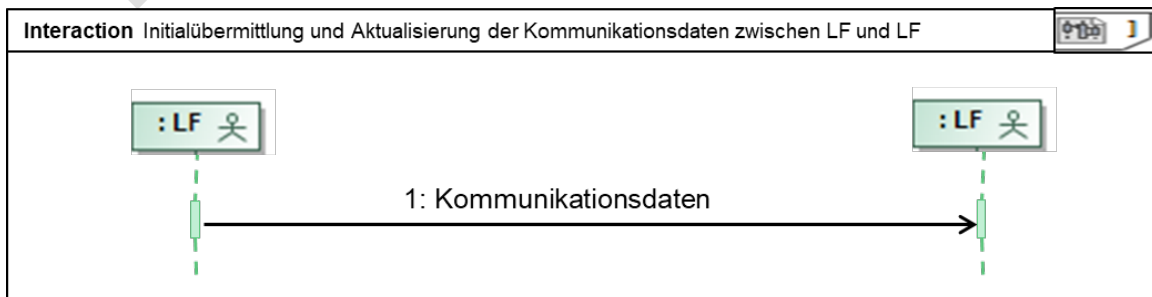 Interaction Initialübermittlung und Aktualisierung der Kommunikationsdaten zwischen LF und LF
: LF
: LF
1: Kommunikationsdaten